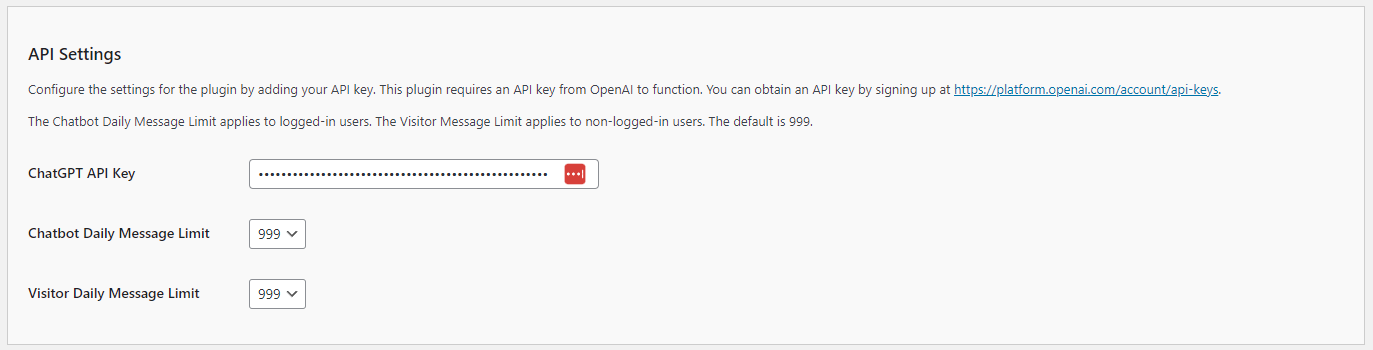 API Settings
Configure the settings for the plugin by adding your API key. This plugin requires an API key from OpenAI to function. You can obtain an API key by signing up at https://platform.openai.com/account/api-keys.
The Chatbot Daily Message Limit applies to logged-in users. The Visitor Message Limit applies to non-logged-in users. The default is 999.
ChatGPT API Key
Chatbot Daily Message Limit 999
Visitor Daily Message Limit 999